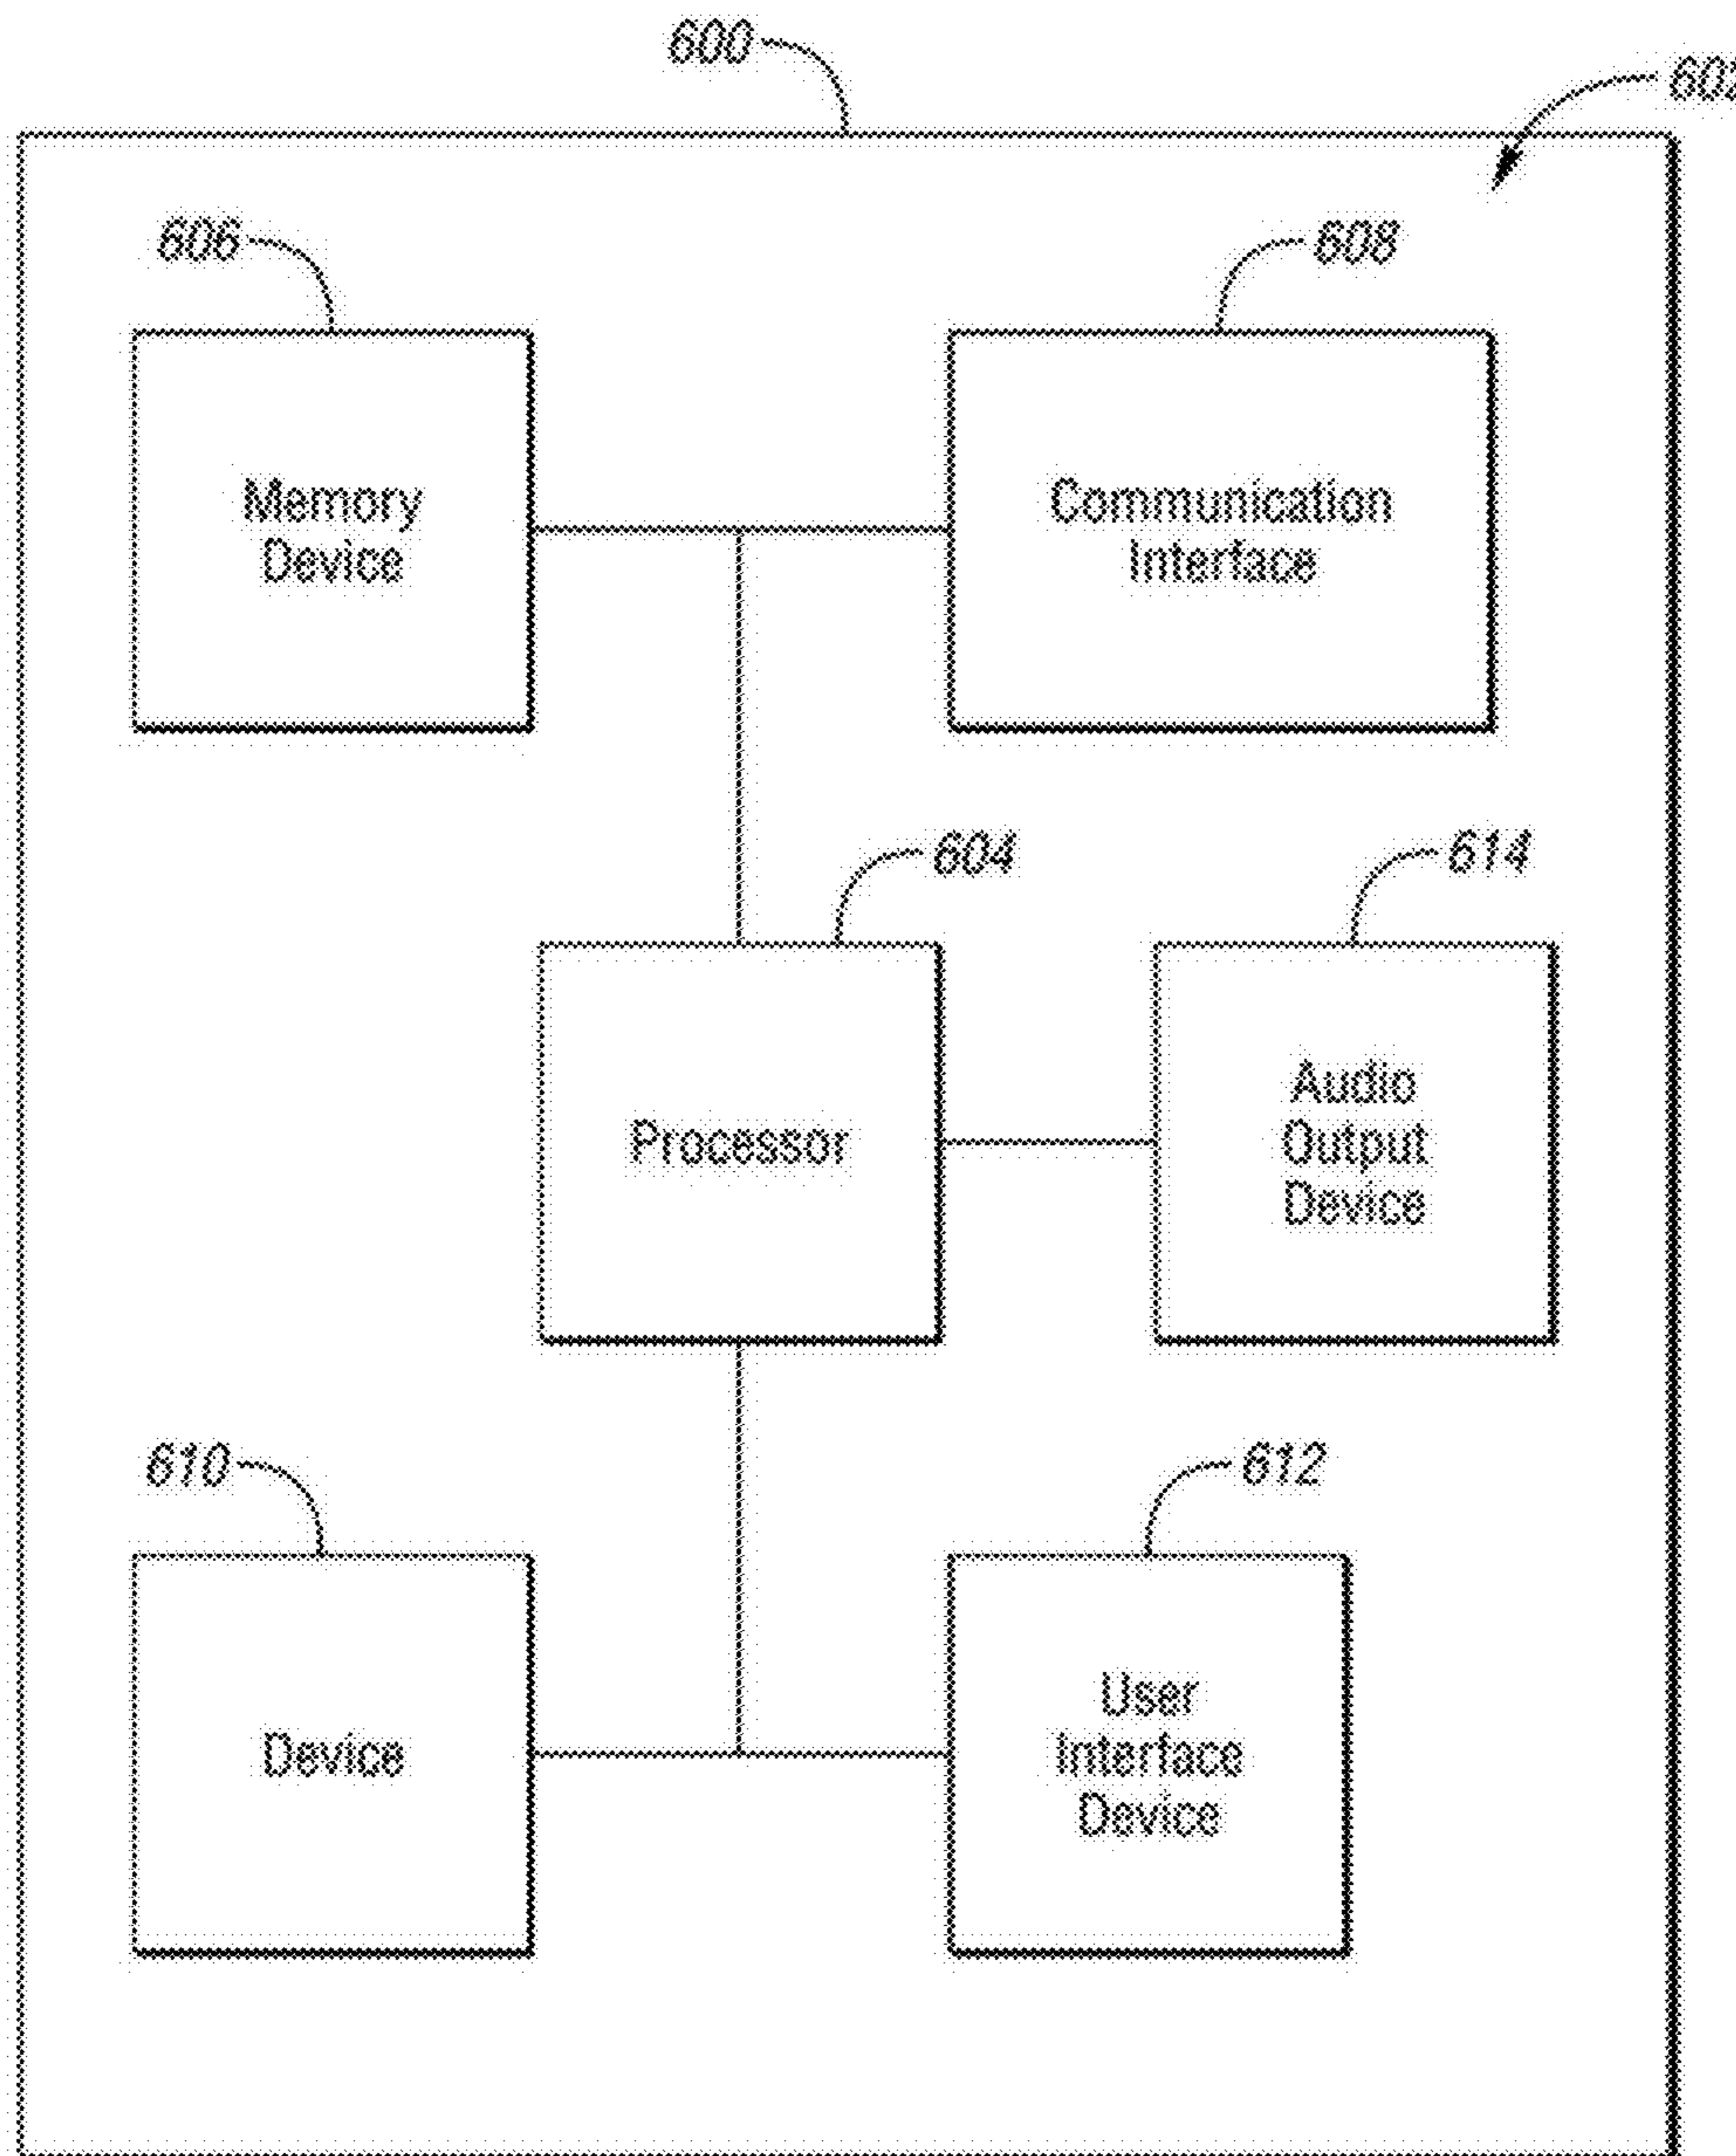 600
602
606
608
Memory
Device
Communication
Interface
604
614
Processor
Audio
Output
Device
610
612
Device
User
Interface
Device